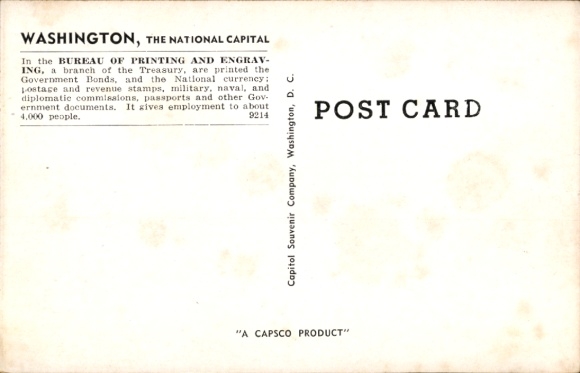 WASHINGTON, THE NATIONAL CAPITAL
In the BUREAU OF PRINTING AND ENGRAV-
ING, a branch of the Treasury, are printed the
Government Bonds, and the National currency;
postage and revenue stamps, military, naval, and
diplomatic commissions, passports and other Gov-
ernment documents. It gives employment to about
4,000 people. 9214
Capitol Souvenir Company, Washington, D. C.
POST CARD
"A CAPSCO PRODUCT"